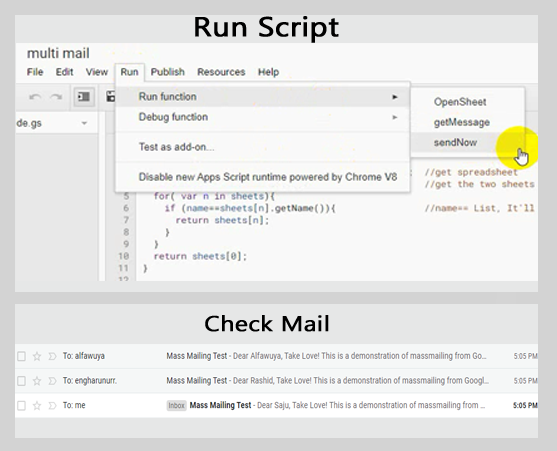 Run Script
multi mail
File Edit View Run Publish Resources Help
Run function
OpenSheet
Debug function
getMessage
Test as add-on...
sendNow
Disable new Apps Script runtime powered by Chrome V8
de.gs
//get spreadsheet
//get the two sheets
5 for( var n in sheets){
6 if (name==sheets[n].getName()){ //name== List, It'll
7 return sheets[n];
8 }
9 }
10 return sheets[0];
11 }
12
Check Mail
To: alfawuya Mass Mailing Test - Dear Alfawuya, Take Love! This is a demonstration of massmailing from Go... 5:05 PM
To: engharunurr. Mass Mailing Test - Dear Rashid, Take Love! This is a demonstration of massmailing from Googl... 5:05 PM
To: me Inbox Mass Mailing Test - Dear Saju, Take Love! This is a demonstration of massmailing from Google ... 5:05 PM